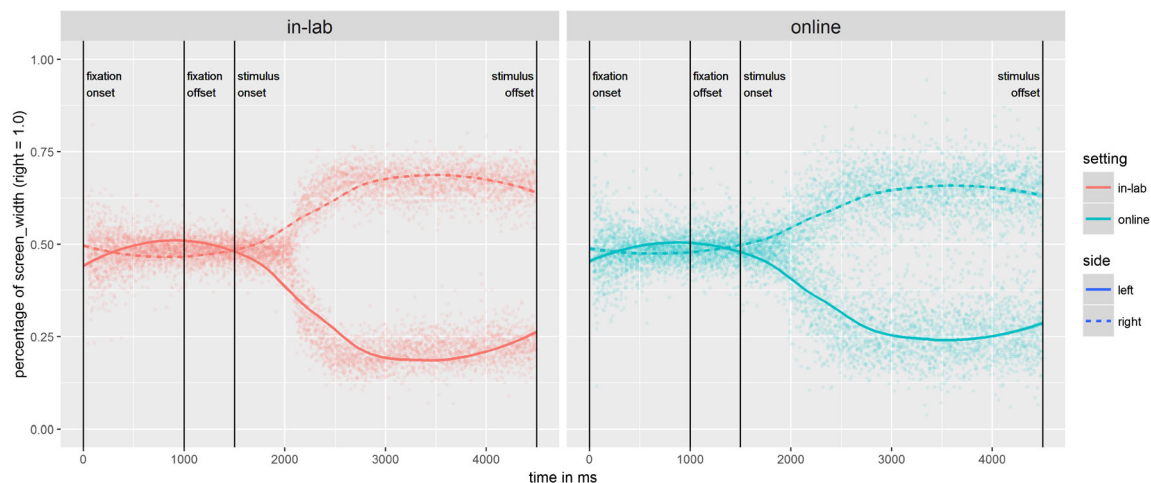 in-lab
online
fixation
onset
fixation
offset
stimulus
onset
stimulus
offset
fixation
onset
fixation
offset
stimulus
onset
stimulus
offset
1.00
0.75
0.50
0.25
0.00
percentage of screen_width (right = 1.0)
0
1000
2000
3000
4000
0
1000
2000
3000
4000
time in ms
setting
in-lab
online
side
left
right